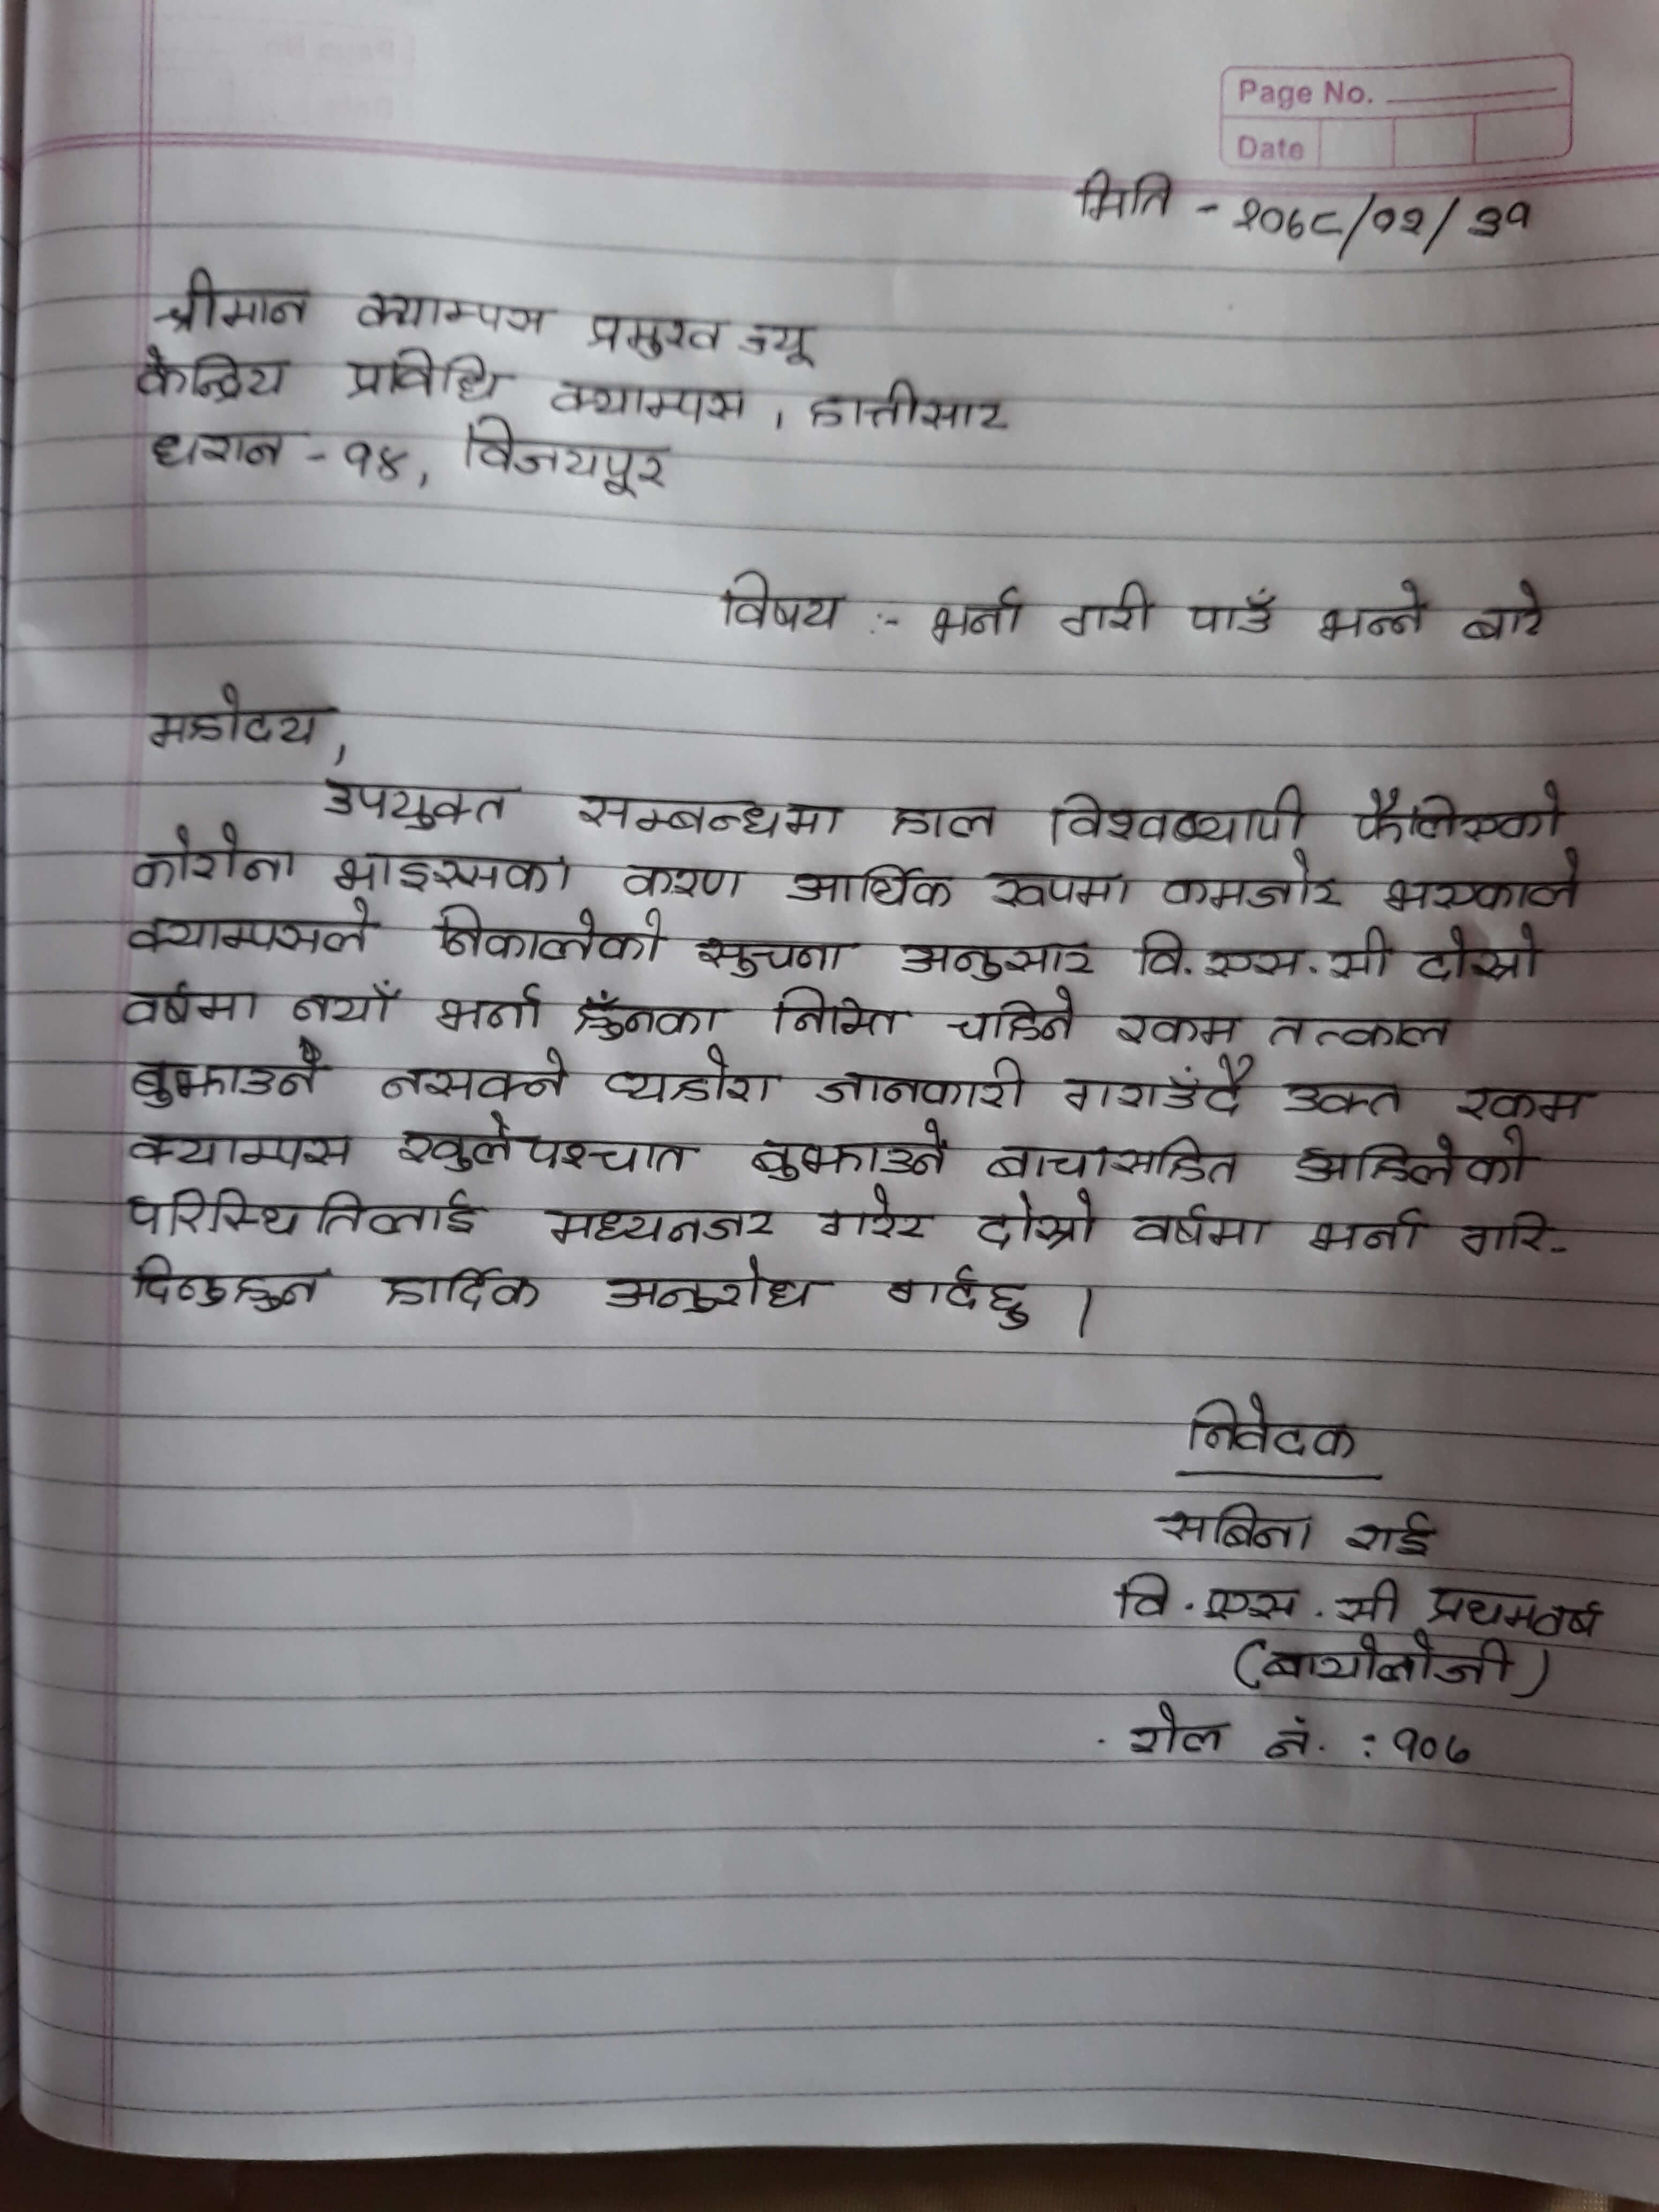 Page No.
Date
मिति - २०७८/०२/३१
श्रीमान क्याम्पस प्रमुख ज्यू
केन्द्रिय प्रविधि क्याम्पस, हात्तीसार
धरान - १४, विजयपूर
विषय :- भर्ना गरी पाउँ भन्ने बारे
महोदय,
उपयुक्त सम्बन्धमा हाल विश्वव्यापी फैलिएको
कोरोना भाइरसका करण आर्थिक रुपमा कमजोर भएकाले
क्याम्पसले निकालेको सुचना अनुसार वि.एस.सी दोस्रो
वर्षमा नयाँ भर्ना हुँनका निम्ति चाहिने रकम तत्काल
बुझाउनै नसक्ने व्यहोरा जानकारी गराउँदै उक्त रकम
क्याम्पस खुलेपश्चात बुझाउने बाचासहित अहिलेको
परिस्थितिलाई मध्यनजर गरेर दोस्रो वर्षमा भर्ना गरि-
दिनुहुन हार्दिक अनुरोध गर्दछु ।
निवेदक
सबिना राई
वि. एस. सी प्रथमवर्ष
(बायोलोजी)
रोल नं. : १०७